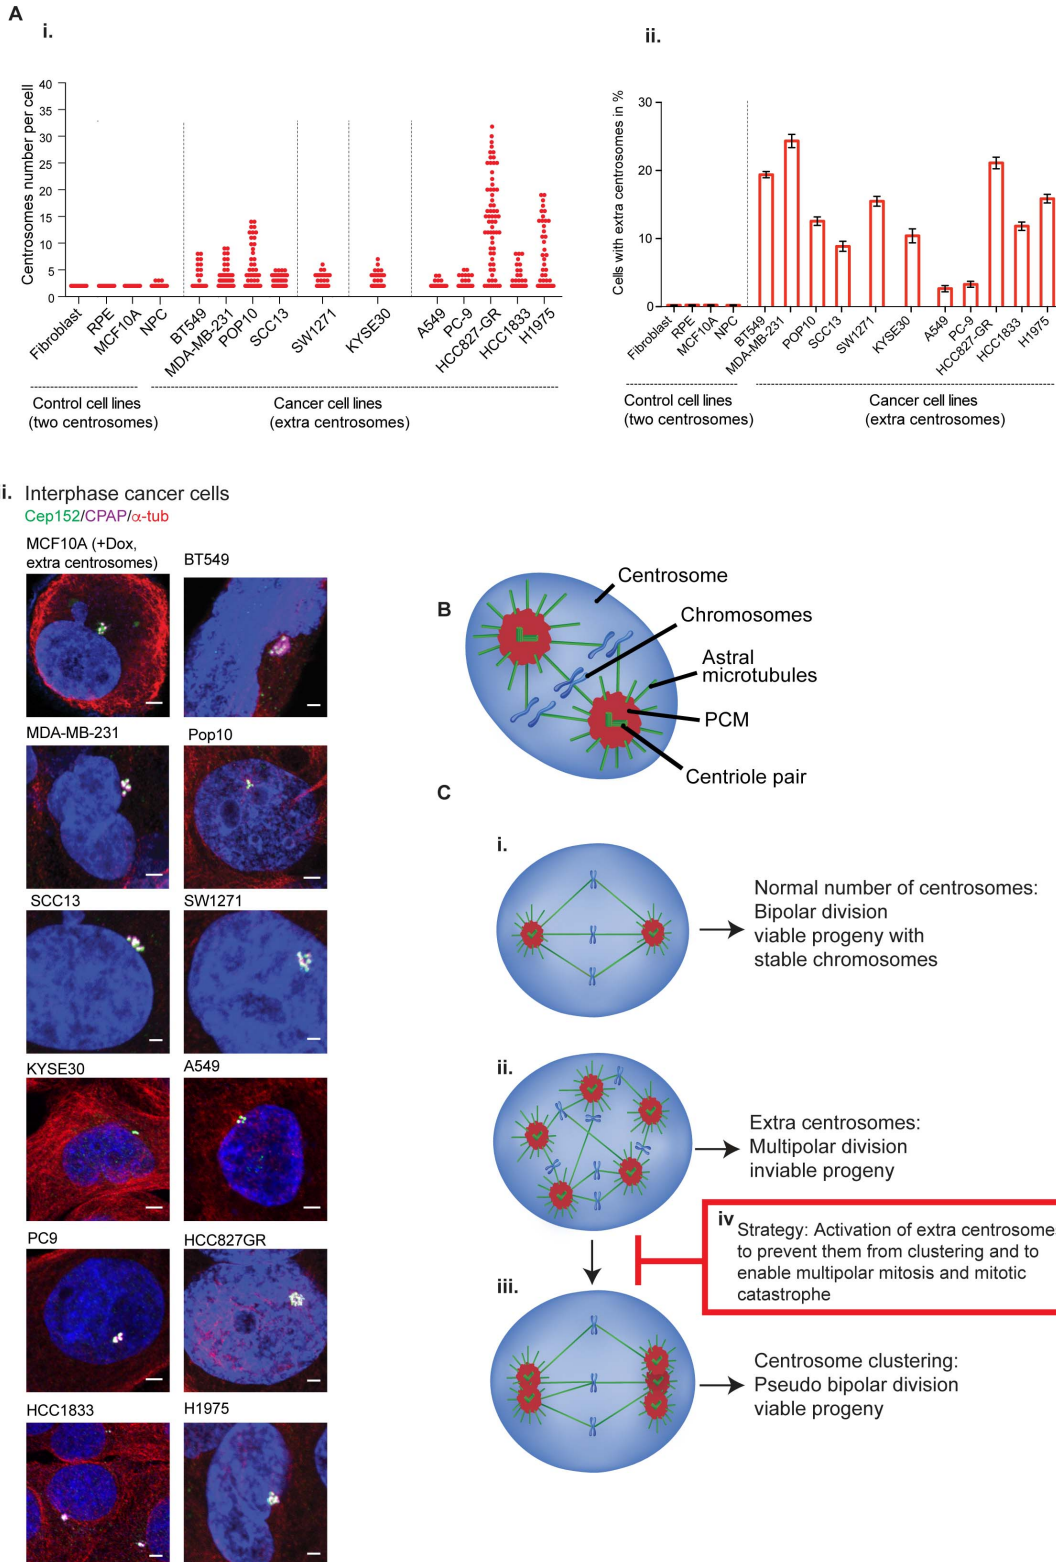 A
i.
Centrosomes number per cell
40
35
30
25
20
15
10
5
0
Fibroblast
RPE
MCF10A
NPC
BT549
MDA-MB-231
POP10
SCC13
SW1271
KYSE30
A549
PC-9
HCC827-GR
HCC1833
H1975
Control cell lines
(two centrosomes)
Cancer cell lines
(extra centrosomes)
ii.
Cells with extra centrosomes in %
30
20
10
0
Fibroblast
RPE
MCF10A
NPC
BT549
MDA-MB-231
POP10
SCC13
SW1271
KYSE30
A549
PC-9
HCC827-GR
HCC1833
H1975
Control cell lines
(two centrosomes)
Cancer cell lines
(extra centrosomes)
ii. Interphase cancer cells
Cep152/CPAP/α-tub
MCF10A (+Dox,
extra centrosomes)
BT549
MDA-MB-231
Pop10
SCC13
SW1271
KYSE30
A549
PC9
HCC827GR
HCC1833
H1975
B
Centrosome
Chromosomes
Astral
microtubules
PCM
Centriole pair
C
i.
Normal number of centrosomes:
Bipolar division
viable progeny with
stable chromosomes
ii.
Extra centrosomes:
Multipolar division
inviable progeny
iv
Strategy: Activation of extra centrosomes
to prevent them from clustering and to
enable multipolar mitosis and mitotic
catastrophe
iii.
Centrosome clustering:
Pseudo bipolar division
viable progeny